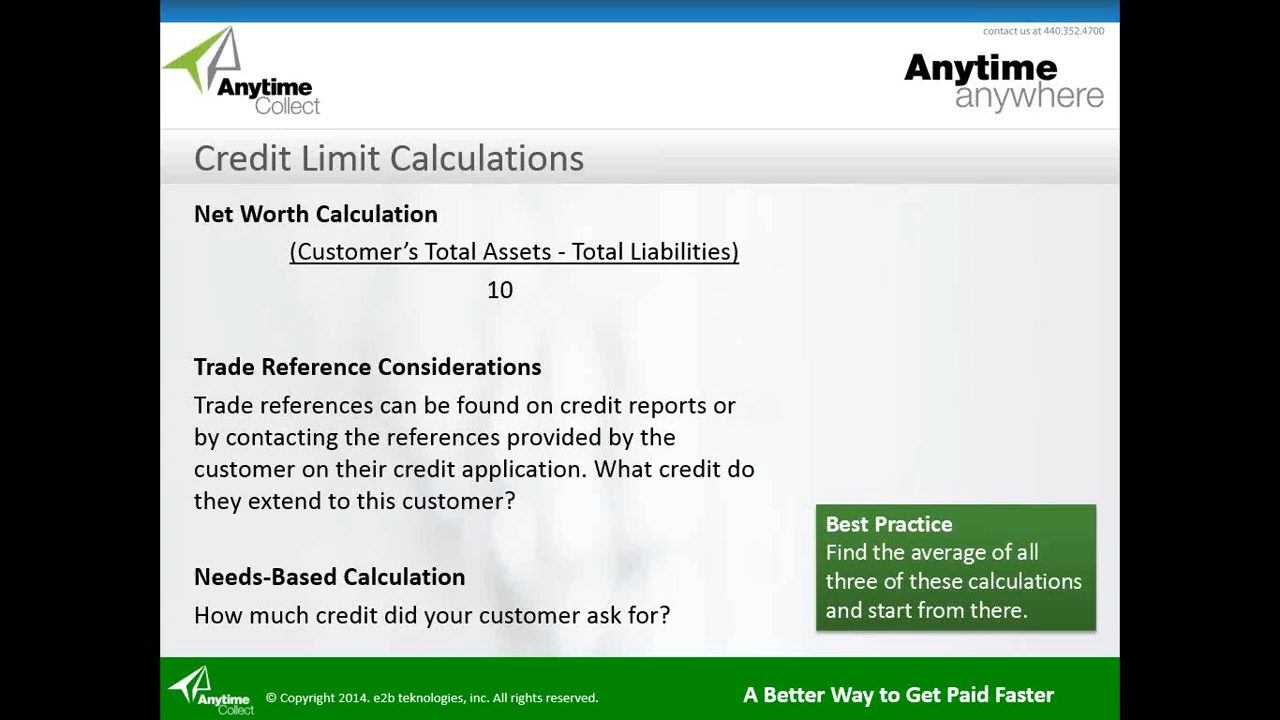 contact us at 440.352.4700
Anytime
Collect
Anytime
anywhere
Credit Limit Calculations
Net Worth Calculation
(Customer’s Total Assets - Total Liabilities)
10
Trade Reference Considerations
Trade references can be found on credit reports or
by contacting the references provided by the
customer on their credit application. What credit do
they extend to this customer?
Needs-Based Calculation
How much credit did your customer ask for?
Best Practice
Find the average of all
three of these calculations
and start from there.
Anytime
Collect
© Copyright 2014. e2b teknologies, inc. All rights reserved.
A Better Way to Get Paid Faster